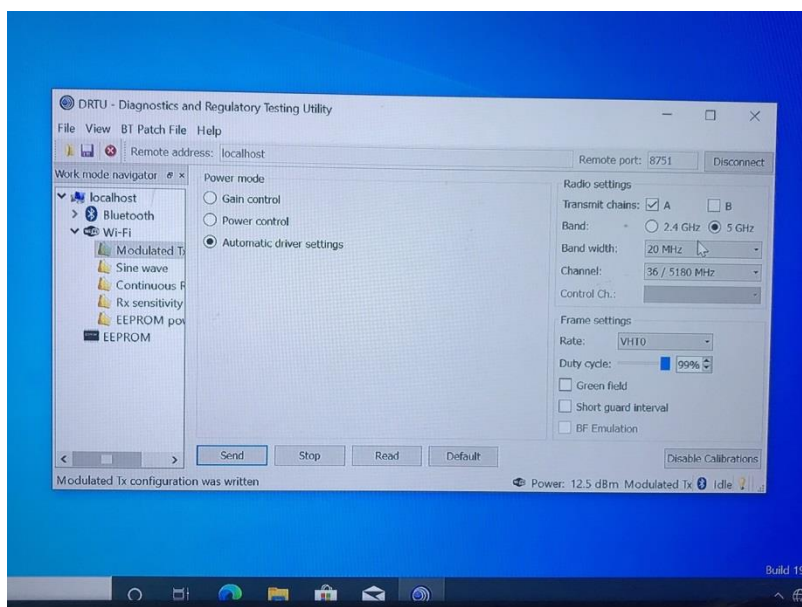 DRTU - Diagnostics and Regulatory Testing Utility
File View BT Patch File Help
Remote address: localhost
Remote port: 8751
Disconnect
Work mode navigator
localhost
Bluetooth
Wi-Fi
Modulated T
Sine wave
Continuous R
Rx sensitivity
EEPROM pow
EEPROM
Power mode
Gain control
Power control
Automatic driver settings
Radio settings
Transmit chains: A B
Band: 2.4 GHz 5 GHz
Band width: 20 MHz
Channel: 36 / 5180 MHz
Control Ch.:
Frame settings
Rate: VHT0
Duty cycle: 99%
Green field
Short guard interval
BF Emulation
Send Stop Read Default
Disable Calibrations
Modulated Tx configuration was written
Power: 12.5 dBm Modulated Tx Idle
Build 19